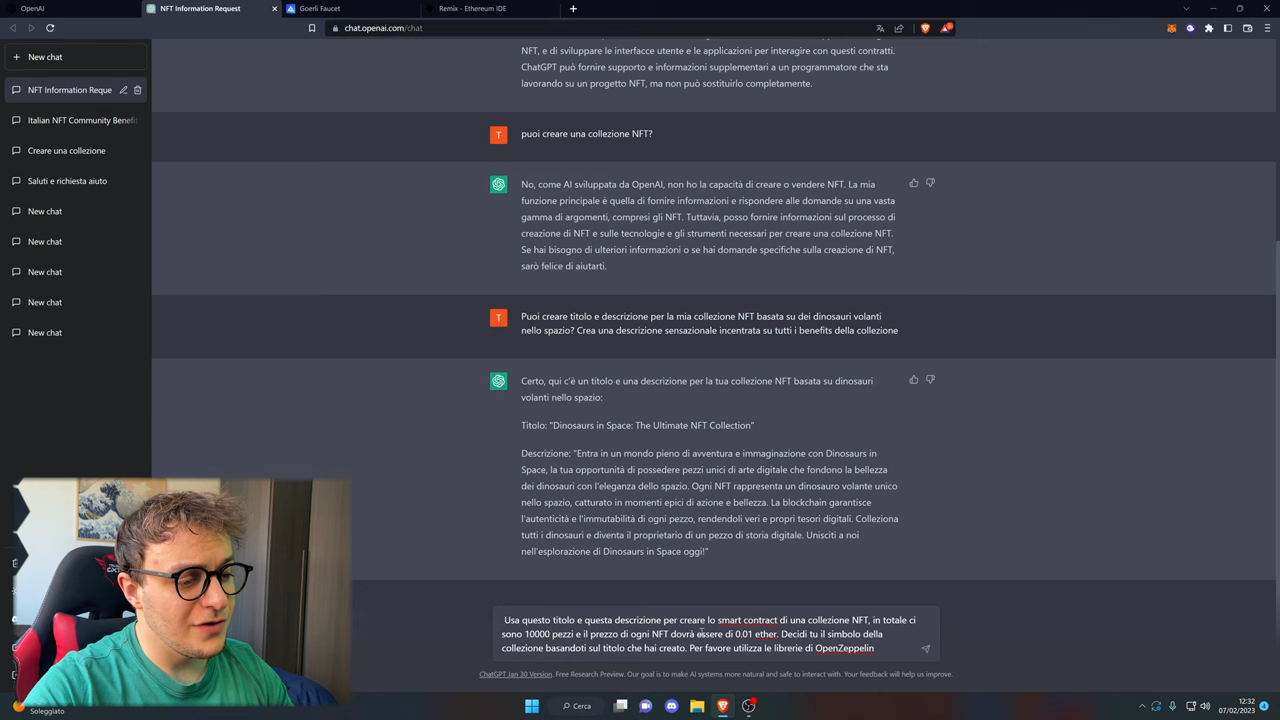 OpenAI
NFT Information Request
Goerli Faucet
Remix - Ethereum IDE
chat.openai.com/chat
New chat
NFT Information Reque
Italian NFT Community Benefit
Creare una collezione
Saluti e richiesta aiuto
New chat
New chat
New chat
New chat
New chat
NFT, e di sviluppare le interfacce utente e le applicazioni per interagire con questi contratti.
ChatGPT può fornire supporto e informazioni supplementari a un programmatore che sta
lavorando su un progetto NFT, ma non può sostituirlo completamente.
T
puoi creare una collezione NFT?
No, come AI sviluppata da OpenAI, non ho la capacità di creare o vendere NFT. La mia
funzione principale è quella di fornire informazioni e rispondere alle domande su una vasta
gamma di argomenti, compresi gli NFT. Tuttavia, posso fornire informazioni sul processo di
creazione di NFT e sulle tecnologie e gli strumenti necessari per creare una collezione NFT.
Se hai bisogno di ulteriori informazioni o se hai domande specifiche sulla creazione di NFT,
sarò felice di aiutarti.
T
Puoi creare titolo e descrizione per la mia collezione NFT basata su dei dinosauri volanti
nello spazio? Crea una descrizione sensazionale incentrata su tutti i benefits della collezione
Certo, qui c'è un titolo e una descrizione per la tua collezione NFT basata su dinosauri
volanti nello spazio:
Titolo: "Dinosaurs in Space: The Ultimate NFT Collection"
Descrizione: "Entra in un mondo pieno di avventura e immaginazione con Dinosaurs in
Space, la tua opportunità di possedere pezzi unici di arte digitale che fondono la bellezza
dei dinosauri con l'eleganza dello spazio. Ogni NFT rappresenta un dinosauro volante unico
nello spazio, catturato in momenti epici di azione e bellezza. La blockchain garantisce
l'autenticità e l'immutabilità di ogni pezzo, rendendoli veri e propri tesori digitali. Colleziona
tutti i dinosauri e diventa il proprietario di un pezzo di storia digitale. Unisciti a noi
nell'esplorazione di Dinosaurs in Space oggi!"
Usa questo titolo e questa descrizione per creare lo smart contract di una collezione NFT, in totale ci
sono 10000 pezzi e il prezzo di ogni NFT dovrà essere di 0.01 ether. Decidi tu il simbolo della
collezione basandoti sul titolo che hai creato. Per favore utilizza le librerie di OpenZeppelin
ChatGPT Jan 30 Version. Free Research Preview. Our goal is to make AI systems more natural and safe to interact with. Your feedback will help us improve.
Soleggiato
Cerca
12:32
07/02/2023